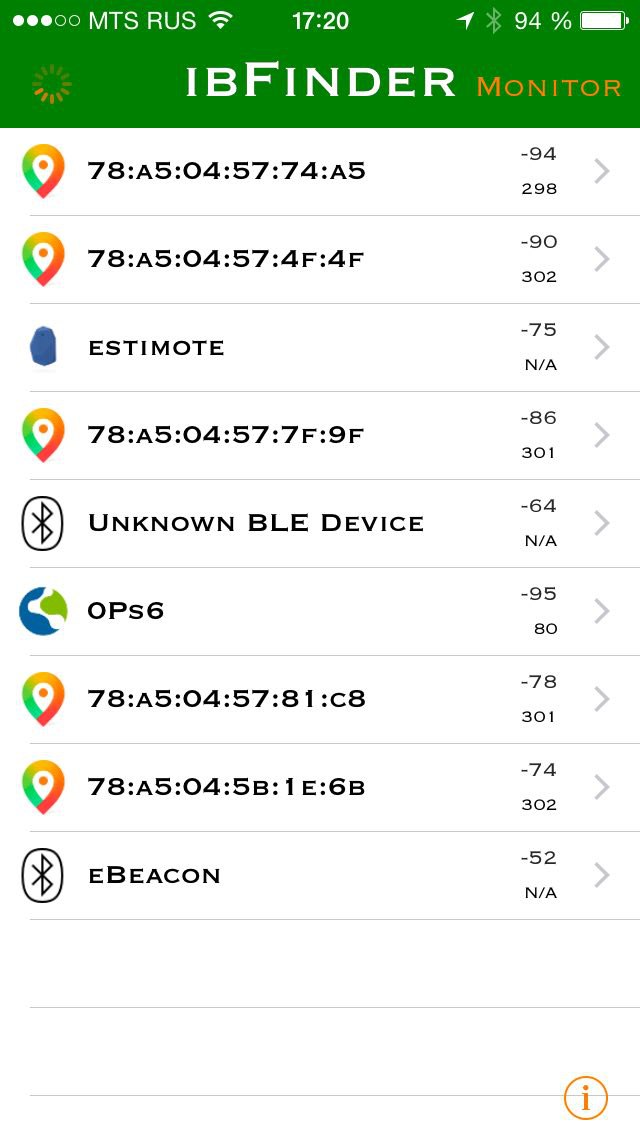 MTS RUS 17:20 94 %
ibFinder Monitor
78:A5:04:57:74:A5 -94
298
78:A5:04:57:4F:4F -90
302
estimote -75
N/A
78:A5:04:57:7F:9F -86
301
Unknown BLE Device -64
N/A
0Ps6 -95
80
78:A5:04:57:81:C8 -78
301
78:A5:04:5B:1E:6B -74
302
eBeacon -52
N/A
i